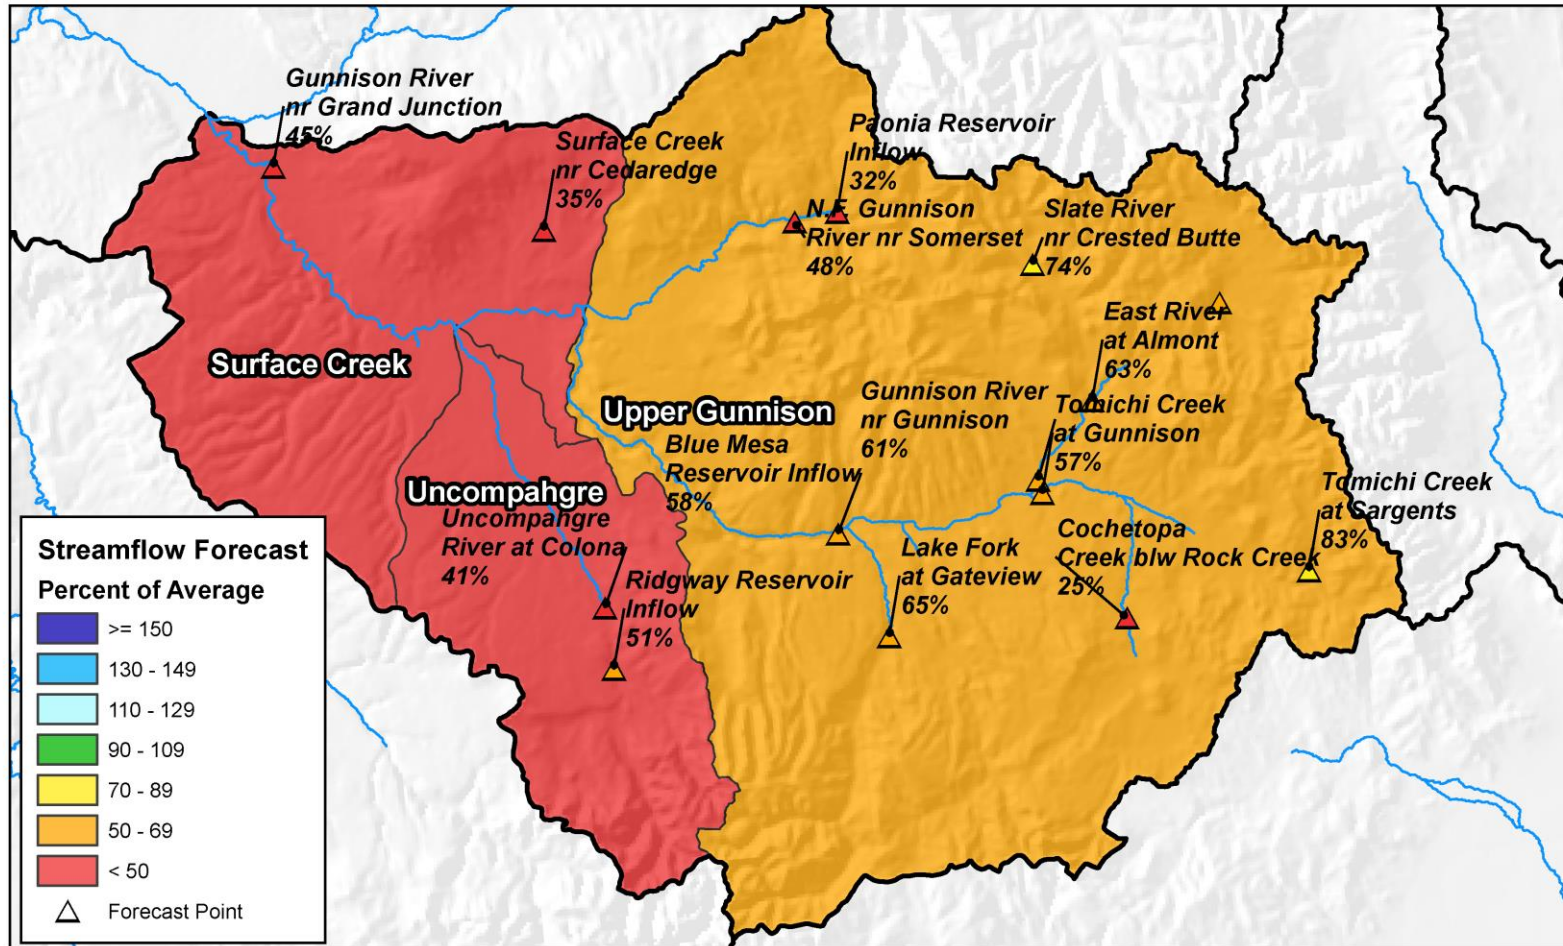 Gunnison River
nr Grand Junction
45%
Surface Creek
nr Cedaredge
35%
Paonia Reservoir
Inflow
32%
N.F. Gunnison
River nr Somerset
48%
Slate River
nr Crested Butte
74%
East River
at Almont
63%
Surface Creek
Upper Gunnison
Gunnison River
nr Gunnison
61%
Tomichi Creek
at Gunnison
57%
Blue Mesa
Reservoir Inflow
58%
Uncompahgre
Uncompahgre
River at Colona
41%
Ridgway Reservoir
Inflow
51%
Lake Fork
at Gateview
65%
Cochetopa
Creek blw Rock Creek
25%
Tomichi Creek
at Sargents
83%
Streamflow Forecast
Percent of Average
>= 150
130 - 149
110 - 129
90 - 109
70 - 89
50 - 69
< 50
Forecast Point